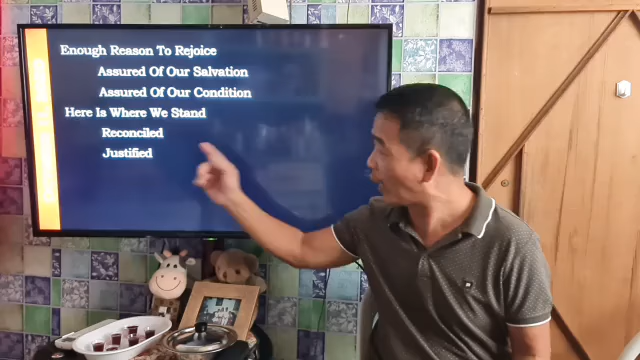 Enough Reason To Rejoice
Assured Of Our Salvation
Assured Of Our Condition
Here Is Where We Stand
Reconciled
Justified